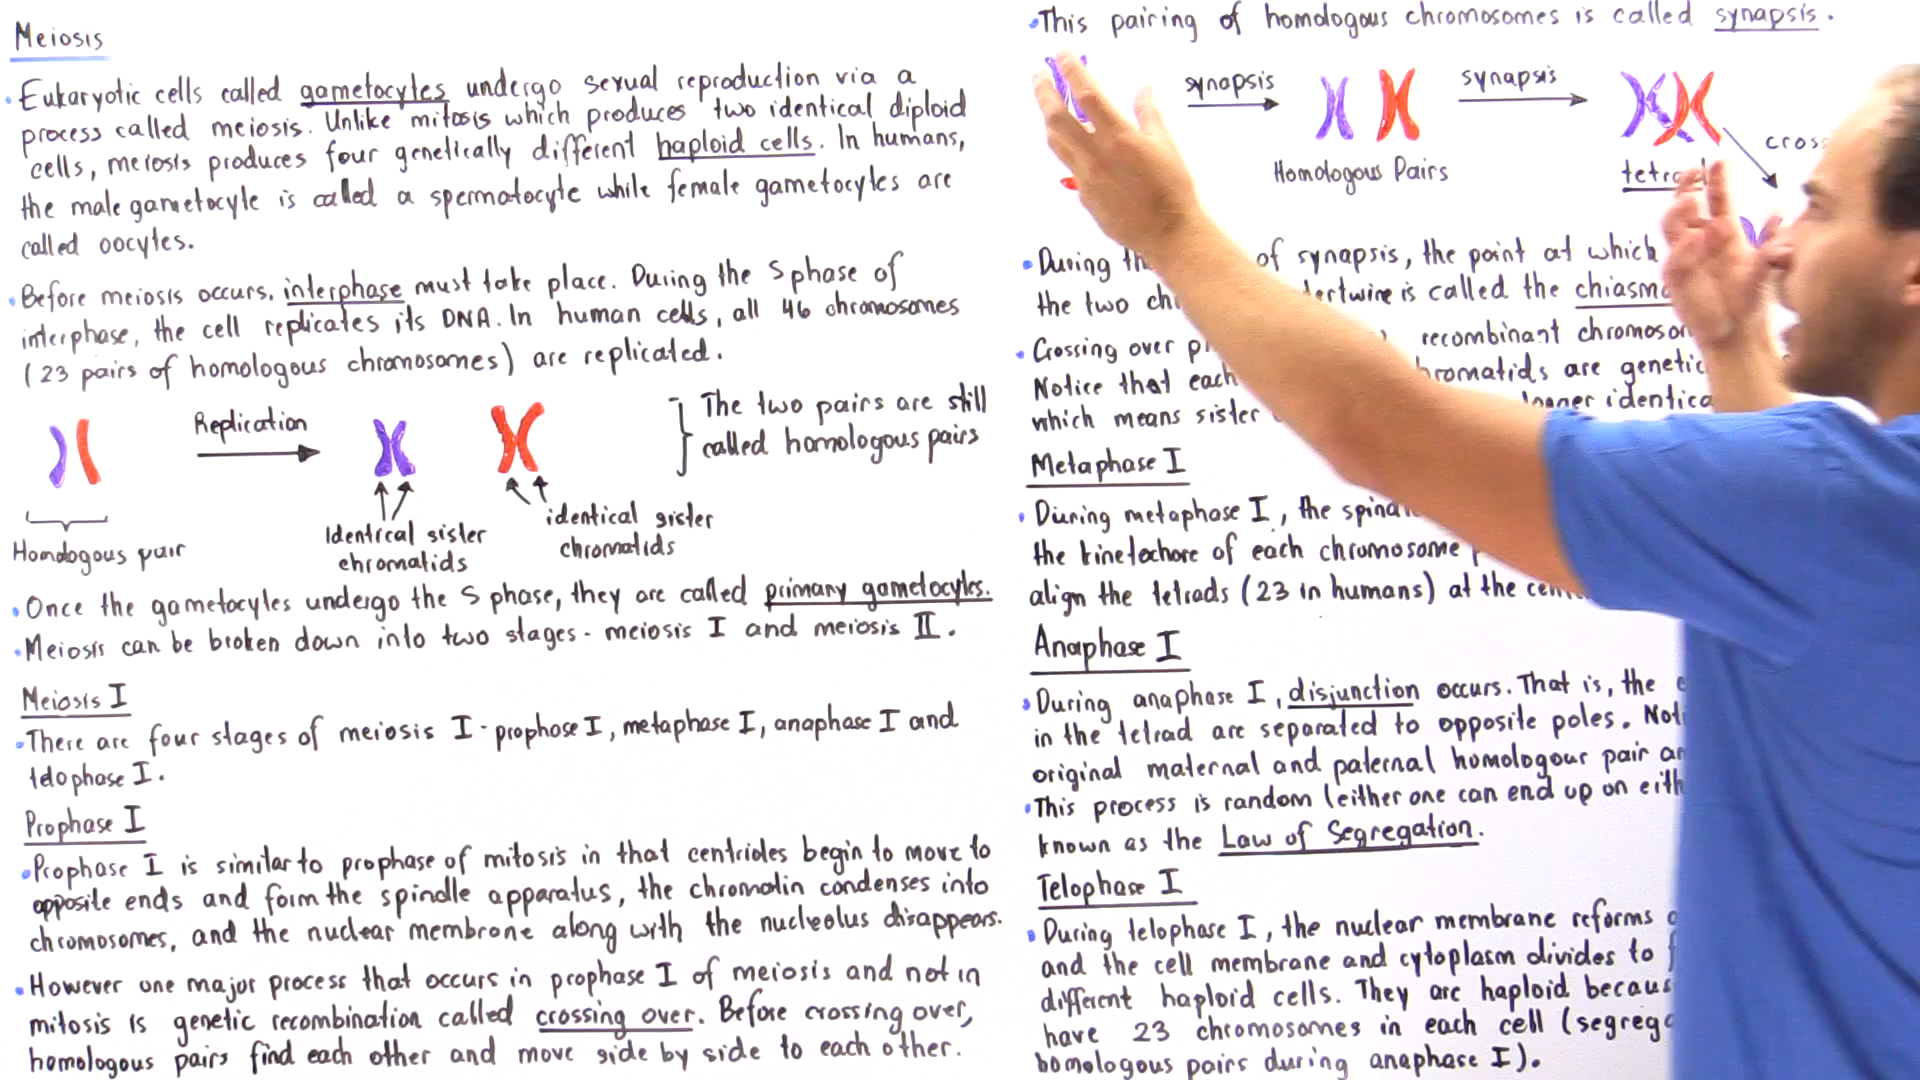 Meiosis
• Eukaryotic cells called gametocytes undergo sexual reproduction via a
process called meiosis. Unlike mitosis which produces two identical diploid
cells, meiosis produces four genetically different haploid cells. In humans,
the male gametocyte is called a spermatocyte while female gametocytes are
called oocytes.
• Before meiosis occurs, interphase must take place. During the S phase of
interphase, the cell replicates its DNA. In human cells, all 46 chromosomes
(23 pairs of homologous chromosomes) are replicated.
Replication
The two pairs are still
called homologous pairs
Homologous pair
Identical sister
chromatids
identical sister
chromatids
• Once the gametocytes undergo the S phase, they are called primary gametocytes.
• Meiosis can be broken down into two stages - meiosis I and meiosis II.
Meiosis I
• There are four stages of meiosis I - prophase I, metaphase I, anaphase I and
telophase I.
Prophase I
• Prophase I is similar to prophase of mitosis in that centrioles begin to move to
opposite ends and form the spindle apparatus, the chromatin condenses into
chromosomes, and the nuclear membrane along with the nucleolus disappears.
• However one major process that occurs in prophase I of meiosis and not in
mitosis is genetic recombination called crossing over. Before crossing over,
homologous pairs find each other and move side by side to each other.
• This pairing of homologous chromosomes is called synapsis.
synapsis
synapsis
Homologous Pairs
• During of synapsis, the point at which
the two is called the
• Crossing over recombinant
Notice that each are
which means sister
Metaphase I
• During metaphase I, the
the kinetochore of each chromosome
align the tetrads (23 in humans) at the
Anaphase I
• During anaphase I, disjunction occurs. That is, the
in the tetrad are separated to opposite poles.
original maternal and paternal homologour pair
• This process is random (either one can end up on
known as the Law of Segregation.
Telophase I
• During telophase I, the nuclear membrane reforms
and the cell membrane and cytoplasm divides to
different haploid cells. They are haploid
have 23 chromosomes in each cell
homologous pairs during anaphase I).